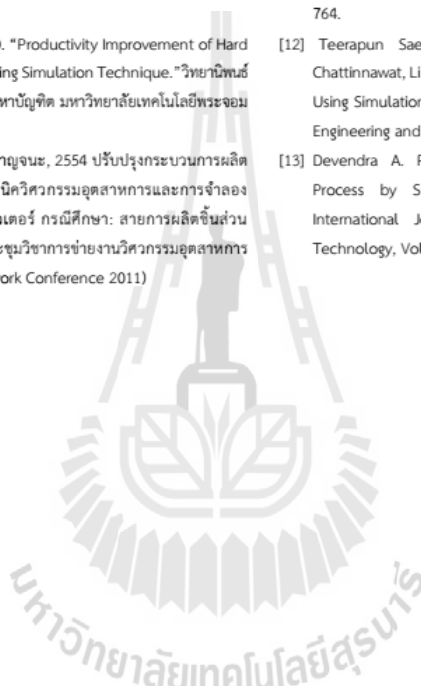 ). “Productivity Improvement of Hard
ing Simulation Technique.”วิทยานิพนธ์
หาบัญฑิต มหาวิทยาลัยเทคโนโลยีพระจอม
าญจนะ, 2554 ปรับปรุงกระบวนการผลิต
นิควิศวกรรมอุตสาหการและการจำลอง
แตอร์ กรณีศึกษา: สายการผลิตชิ้นส่วน
ะชุมวิชาการข่ายงานวิศวกรรมอุตสาหการ
ork Conference 2011)
764.
[12] Teerapun Sae
Chattinnawat, Li
Using Simulation
Engineering and
[13] Devendra A. F
Process by S
International J
Technology, Vol
มหาวิทยาลัยเทคโนโลยีสุรนารี